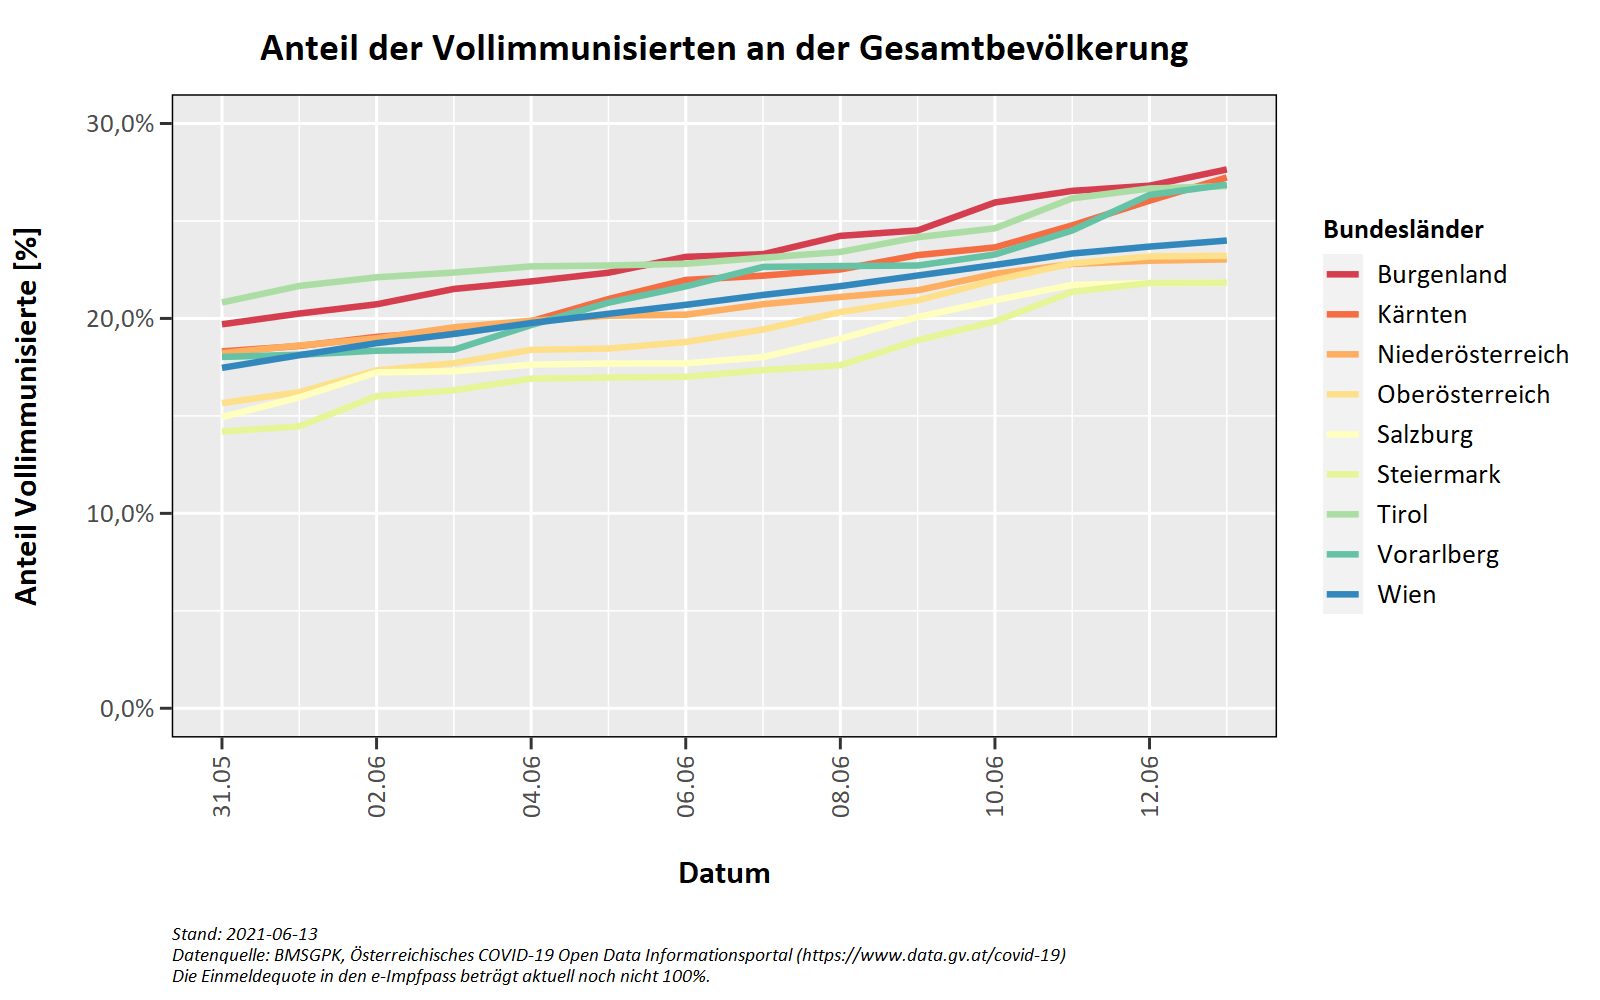 Anteil der Vollimmunisierten an der Gesamtbevölkerung
Anteil Vollimmunisierte [%]
30,0%
20,0%
10,0%
0,0%
31.05
02.06
04.06
06.06
08.06
10.06
12.06
Datum
Bundesländer
Burgenland
Kärnten
Niederösterreich
Oberösterreich
Salzburg
Steiermark
Tirol
Vorarlberg
Wien
Stand: 2021-06-13
Datenquelle: BMSGPK, Österreichisches COVID-19 Open Data Informationsportal (https://www.data.gv.at/covid-19)
Die Einmeldequote in den e-Impfpass beträgt aktuell noch nicht 100%.